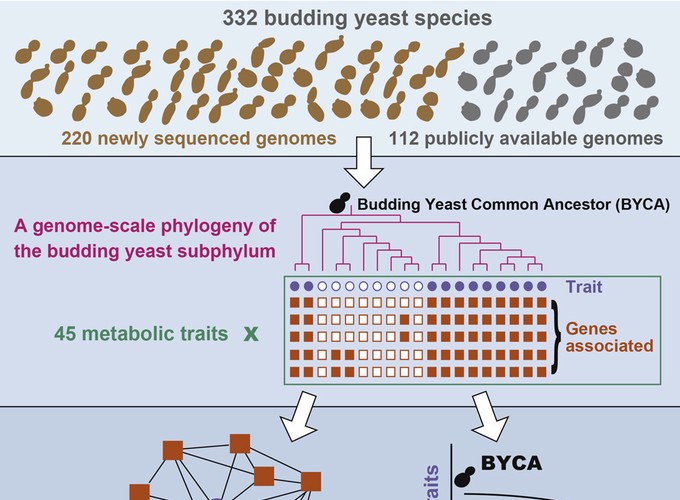 332 budding yeast species
220 newly sequenced genomes
112 publicly available genomes
Budding Yeast Common Ancestor (BYCA)
A genome-scale phylogeny of
the budding yeast subphylum
Trait
45 metabolic traits X
Genes
associated
BYCA